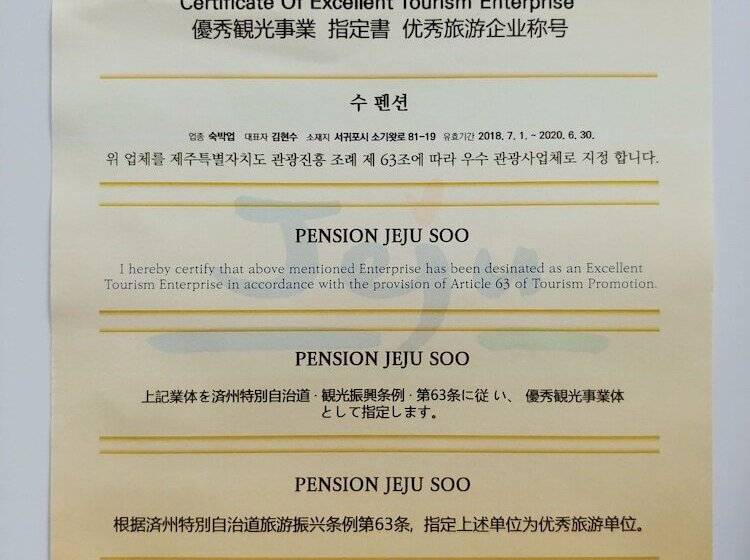 Certificate Of Excellent Tourism Enterprise
優秀観光事業 指定書 优秀旅游企业称号
수 펜션
업종 숙박업 대표자 김현수 소재지 서귀포시 소기왓로 81-19 유효기간 2018. 7. 1. ~ 2020. 6. 30.
위 업체를 제주특별자치도 관광진흥 조례 제 63조에 따라 우수 관광사업체로 지정 합니다.
Jeju
PENSION JEJU SOO
I hereby certify that above mentioned Enterprise has been desinated as an Excellent
Tourism Enterprise in accordance with the provision of Article 63 of Tourism Promotion.
PENSION JEJU SOO
上記業体を済州特別自治道・観光振興条例・第63条に従 い、 優秀観光事業体
として指定します。
PENSION JEJU SOO
根据済州特別自治道旅游振兴条例第63条，指定上述单位为优秀旅游单位。